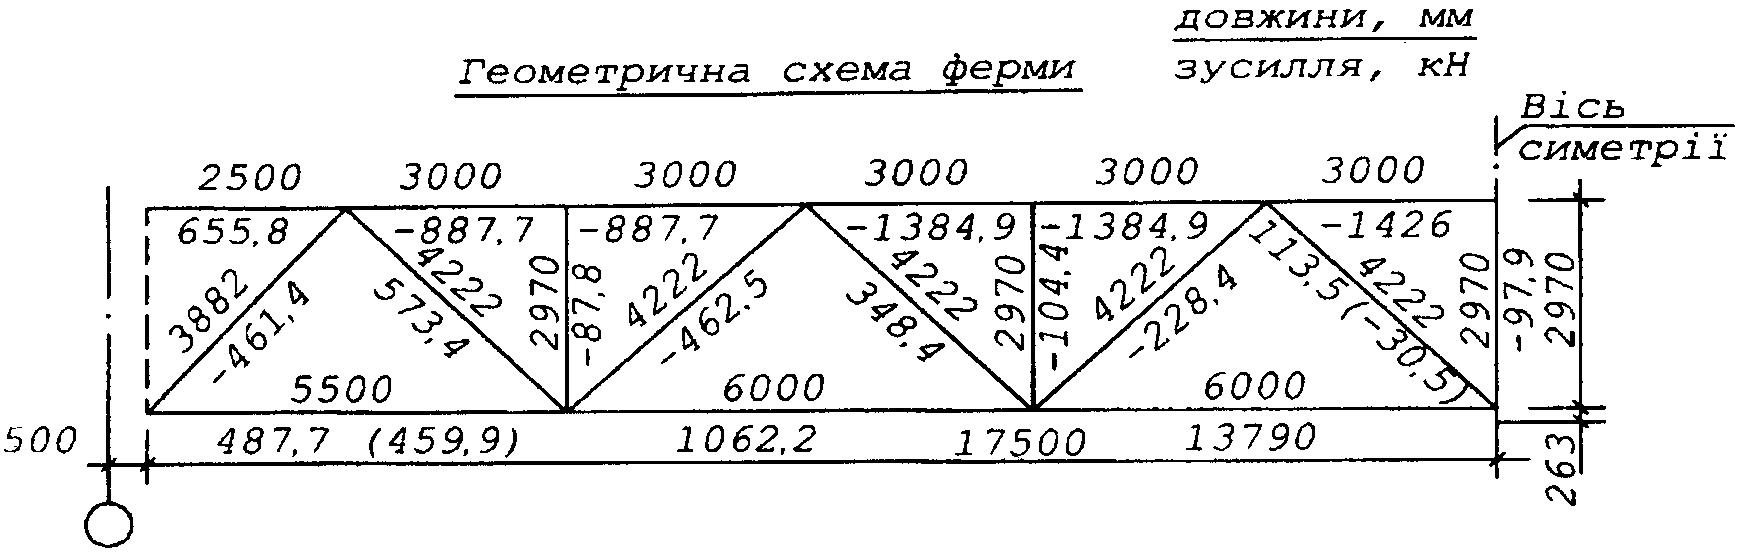 довжини, мм
Геометрична схема ферми
зусилля, кН
Вісь
симетрії
2500 3000 3000 3000 3000 3000
655,8 -887,7 -887,7 -1384,9 -1384,9 -1426
3882
-461,4
4222
573,4
2970
-87,8
4222
-462,5
4222
348,4
2970
-104,4
4222
-228,4
4222
113,5(-30,5)
2970
-97,9
2970
5500 6000 6000
500 487,7 (459,9) 1062,2 17500 13790
263